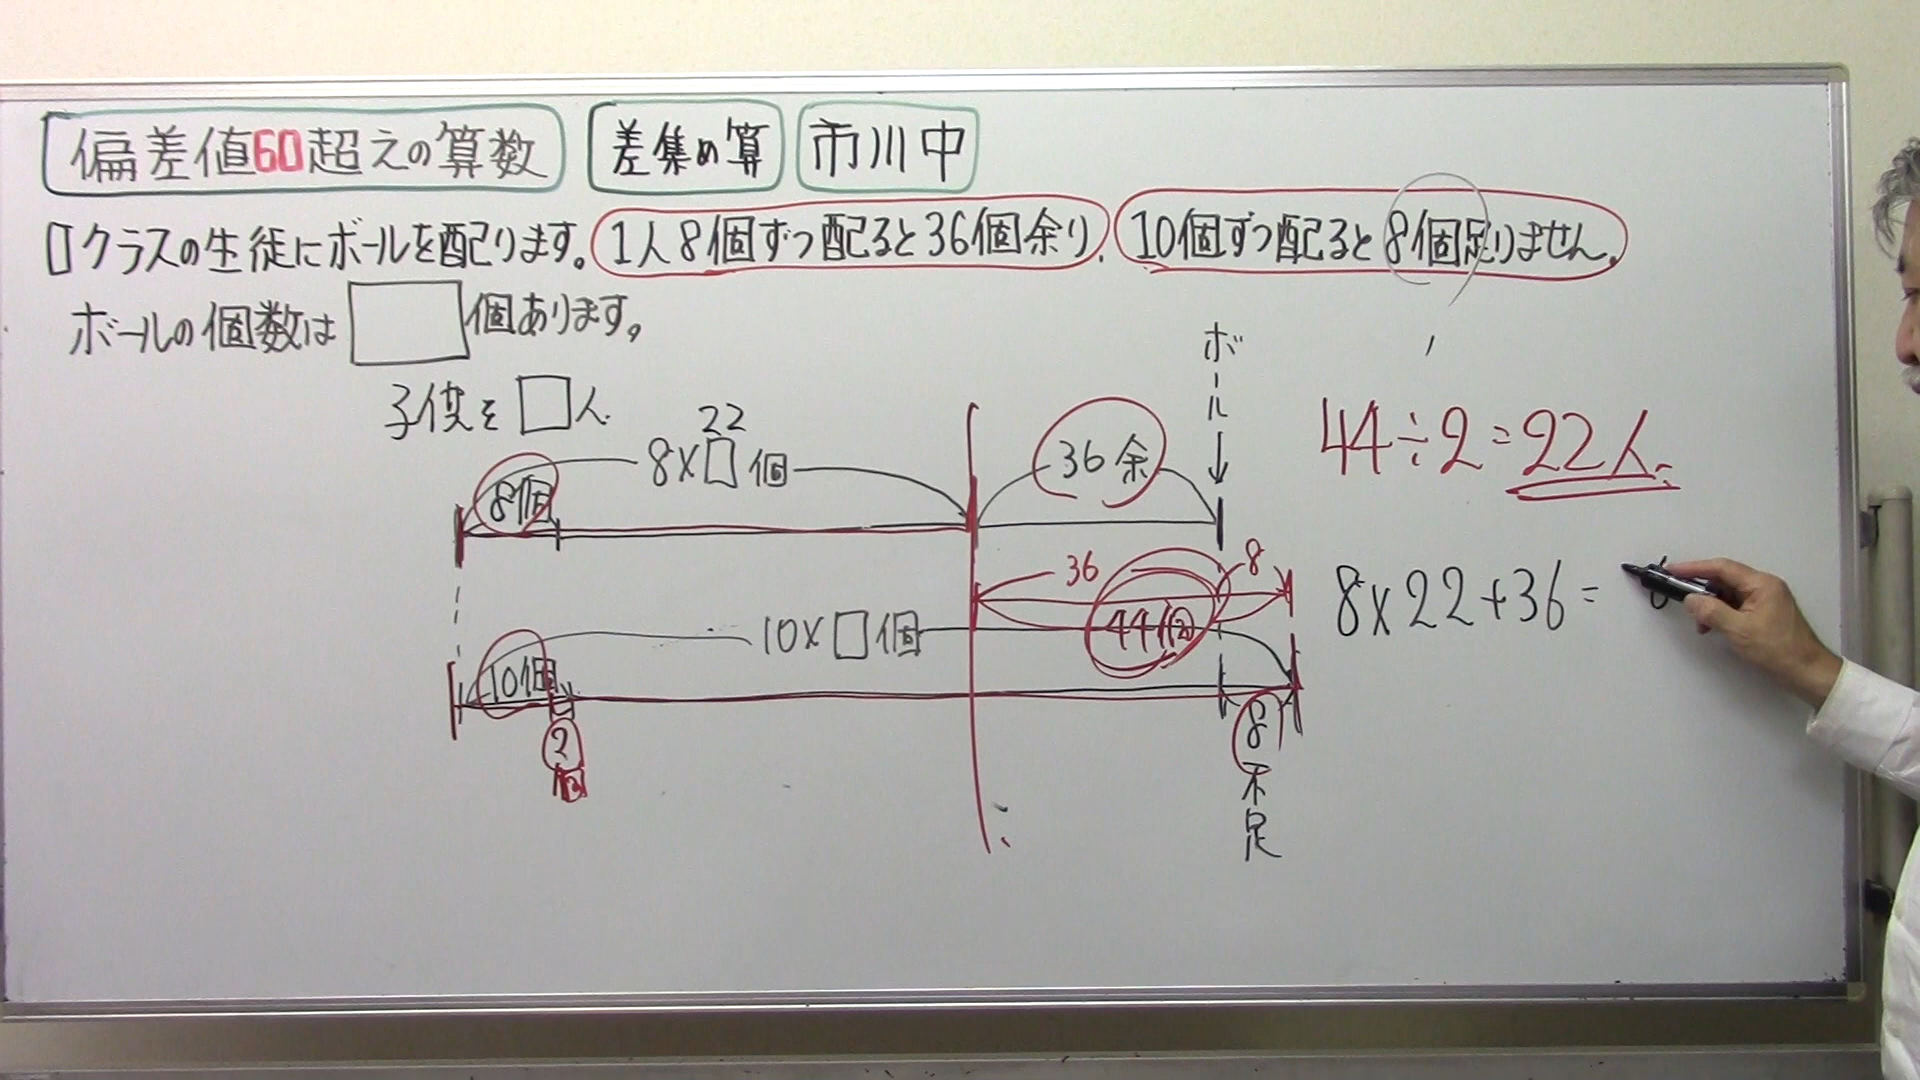 偏差値60超えの算数 差集め算 市川中
クラスの生徒にボールを配ります。1人8個ずつ配ると36個余り、10個ずつ配ると8個足りません。
ボールの個数は□個あります。
子供を□人
22
8×□個
36余
ボール
8個
44÷2=22人
36
8
44個
8×22+36=
10×□個
10個
2
個
8
不足